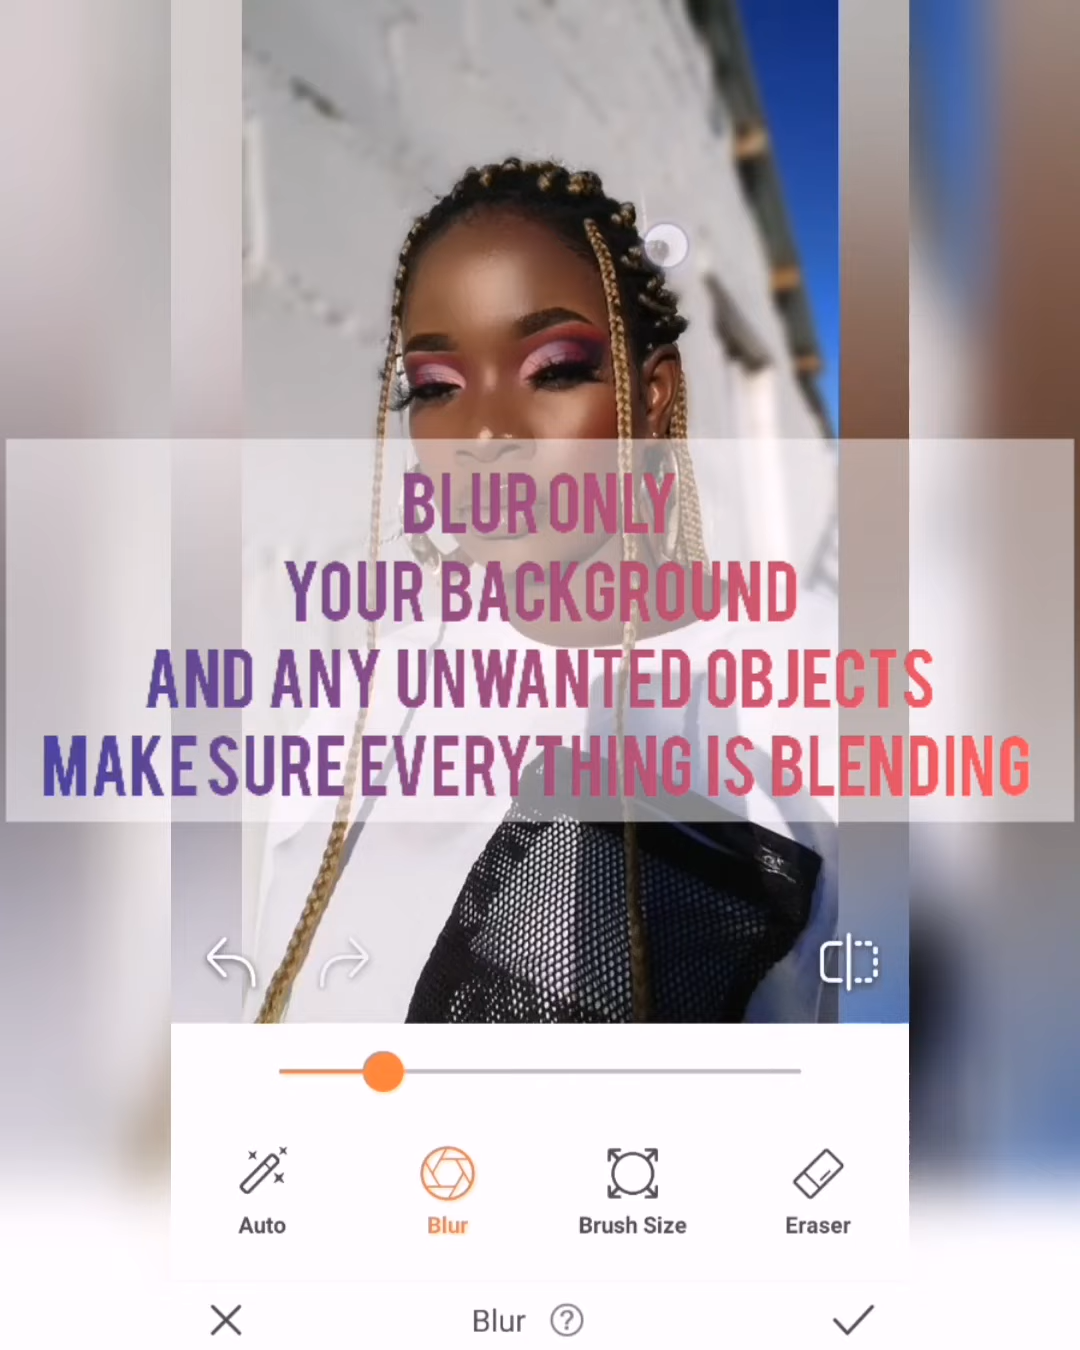 BLUR ONLY
YOUR BACKGROUND
AND ANY UNWANTED OBJECTS
MAKE SURE EVERYTHING IS BLENDING
Auto
Blur
Brush Size
Eraser
Blur